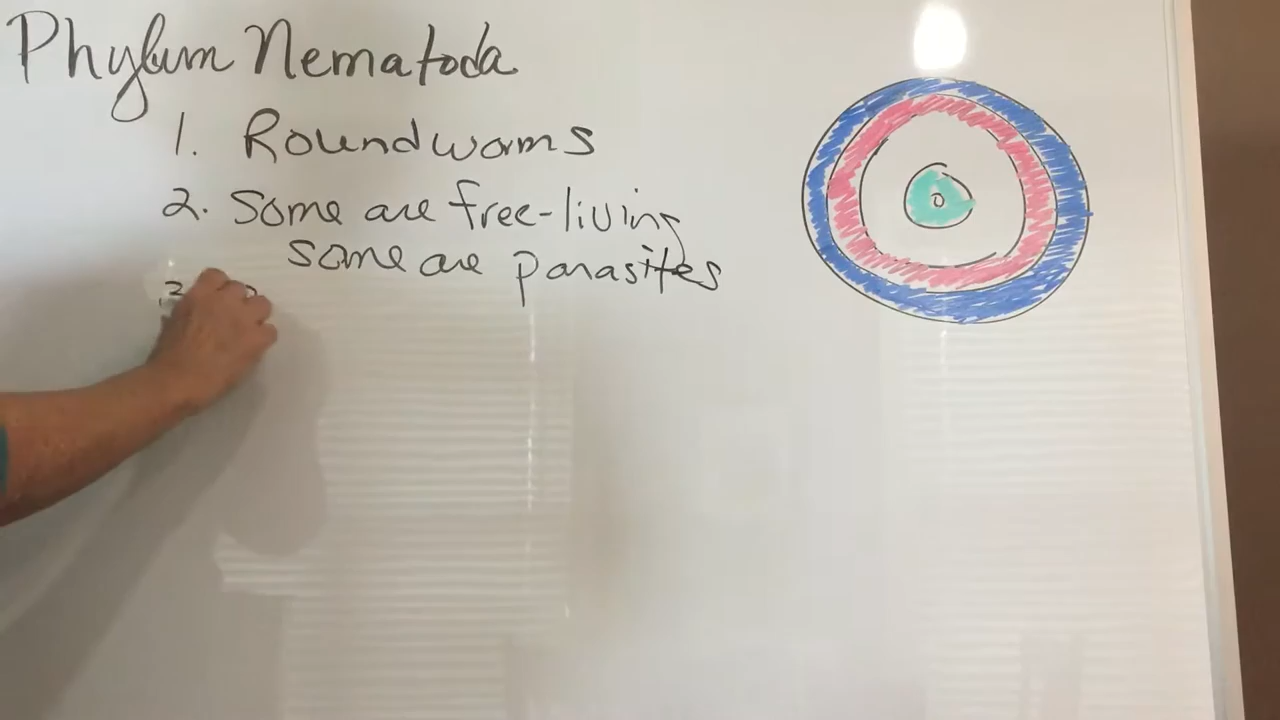 Phylum Nematoda
1. Roundworms
2. Some are free-living
some are parasites
3